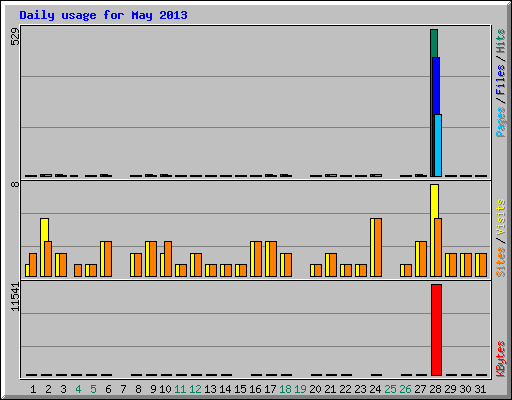 Daily usage for May 2013
529
8
11541
Pages / Files / Hits
Sites / Visits
KBytes
1 2 3 4 5 6 7 8 9 10 11 12 13 14 15 16 17 18 19 20 21 22 23 24 25 26 27 28 29 30 31